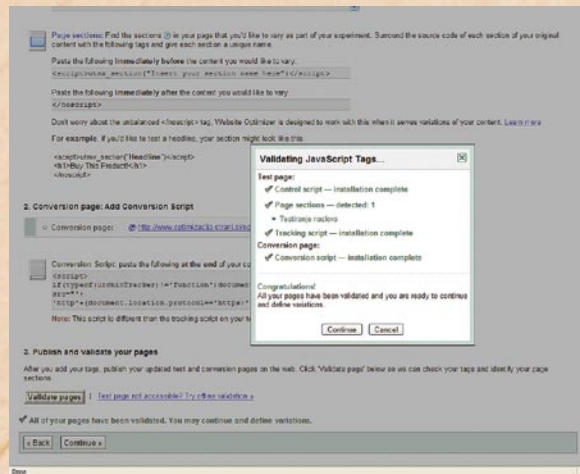 Page sections: Find the sections in your page that you'd like to vary as part of your experiment. Surround the source code of each section of your original
content with the following tags and give each section a unique name.
Paste the following immediately before the content you would like to vary:
<script>utmx_section("Insert your section name here")</script>
Paste the following immediately after the content you would like to vary:
</noscript>
Don't worry about the unbalanced </noscript> tag, Website Optimizer is designed to work with this when it serves variations of your content. Learn more
For example, if you'd like to test a headline, your section might look like this:
<script>utmx_section("Headline")</script>
<h1>Buy This Product!</h1>
</noscript>
Validating JavaScript Tags...
Test page:
Control script — installation complete
Page sections — detected: 1
Testiranje naslova
Tracking script — installation complete
Conversion page:
Conversion script — installation complete
Congratulations!
All your pages have been validated and you are ready to continue
and define variations.
Continue Cancel
2. Conversion page: Add Conversion Script
Conversion page:
Conversion Script: paste the following at the end of your
<script>
if(typeof(urchinTracker)!='function')document
src="'+
'http'+(document.location.protocol=='https:'
Note: This script is different than the tracking script on your
3. Publish and validate your pages
After you add your tags, publish your updated test and conversion pages on the web. Click 'Validate page' below so we can check your tags and identify your page
sections.
Validate pages | Test page not accessible? Try offline validation »
All of your pages have been validated. You may continue and define variations.
« Back Continue »
Done